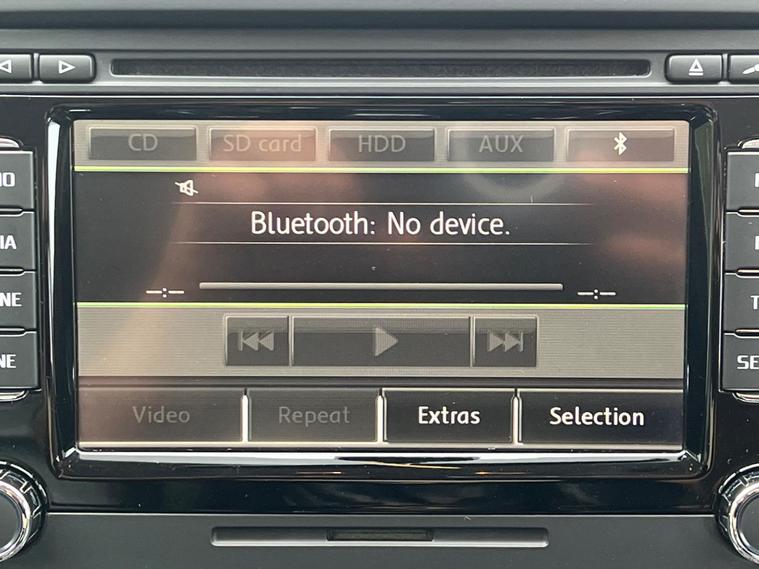 CD SD card HDD AUX
Bluetooth: No device.
--:-- --:--
Video Repeat Extras Selection